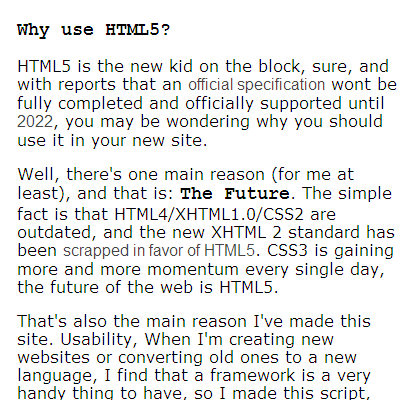 Why use HTML5?
HTML5 is the new kid on the block, sure, and
with reports that an official specification wont be
fully completed and officially supported until
2022, you may be wondering why you should
use it in your new site.
Well, there's one main reason (for me at
least), and that is: The Future. The simple
fact is that HTML4/XHTML1.0/CSS2 are
outdated, and the new XHTML 2 standard has
been scrapped in favor of HTML5. CSS3 is gaining
more and more momentum every single day,
the future of the web is HTML5.
That's also the main reason I've made this
site. Usability, When I'm creating new
websites or converting old ones to a new
language, I find that a framework is a very
handy thing to have, so I made this script,